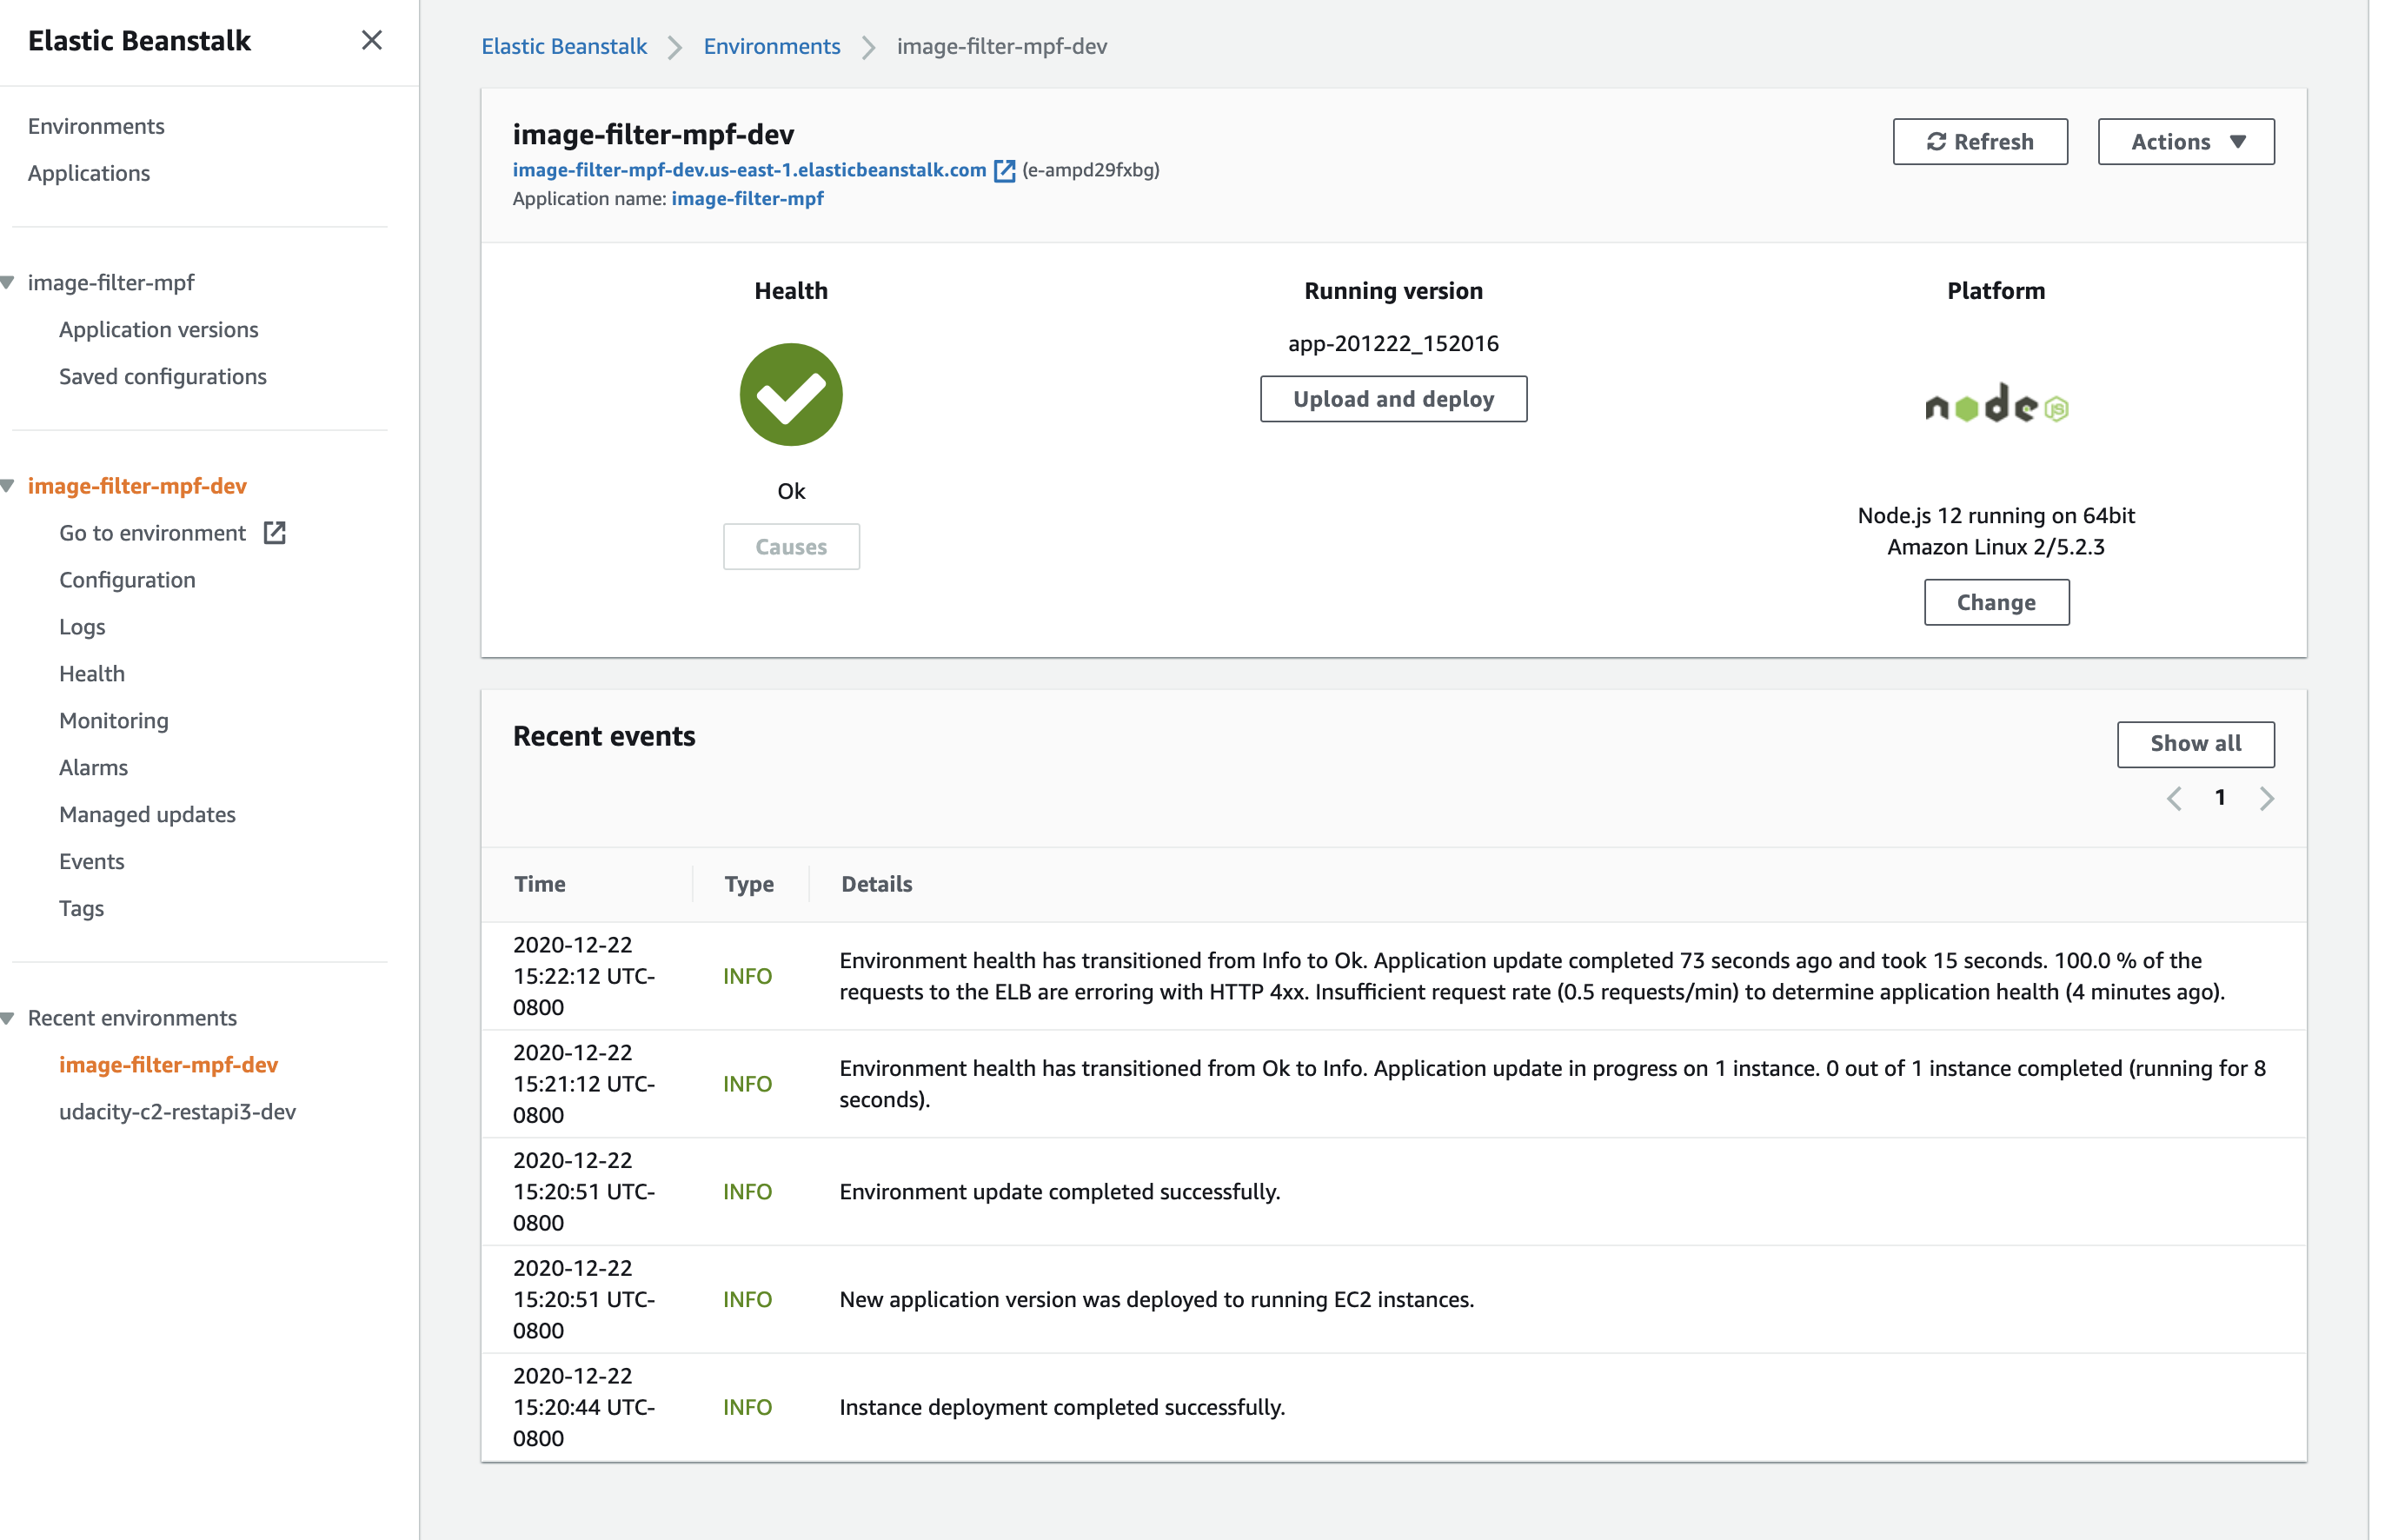 Elastic Beanstalk
Environments
Applications
image-filter-mpf
Application versions
Saved configurations
image-filter-mpf-dev
Go to environment
Configuration
Logs
Health
Monitoring
Alarms
Managed updates
Events
Tags
Recent environments
image-filter-mpf-dev
udacity-c2-restapi3-dev
Elastic Beanstalk
Environments
image-filter-mpf-dev
image-filter-mpf-dev
image-filter-mpf-dev.us-east-1.elasticbeanstalk.com (e-ampd29fxbg)
Application name: image-filter-mpf
Refresh
Actions
Health
Ok
Causes
Running version
app-201222_152016
Upload and deploy
Platform
node JS
Node.js 12 running on 64bit
Amazon Linux 2/5.2.3
Change
Recent events
Show all
1
Time Type Details
2020-12-22
15:22:12 UTC-
0800
INFO
Environment health has transitioned from Info to Ok. Application update completed 73 seconds ago and took 15 seconds. 100.0 % of the
requests to the ELB are erroring with HTTP 4xx. Insufficient request rate (0.5 requests/min) to determine application health (4 minutes ago).
2020-12-22
15:21:12 UTC-
0800
INFO
Environment health has transitioned from Ok to Info. Application update in progress on 1 instance. 0 out of 1 instance completed (running for 8
seconds).
2020-12-22
15:20:51 UTC-
0800
INFO
Environment update completed successfully.
2020-12-22
15:20:51 UTC-
0800
INFO
New application version was deployed to running EC2 instances.
2020-12-22
15:20:44 UTC-
0800
INFO
Instance deployment completed successfully.